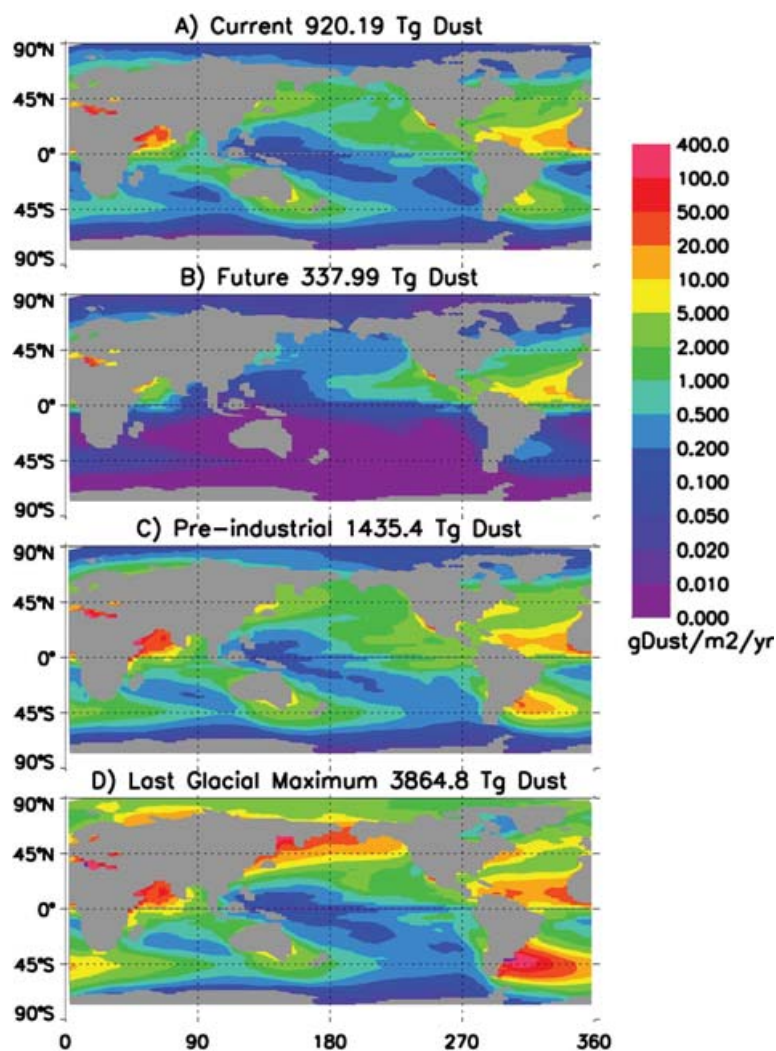 A) Current 920.19 Tg Dust
90°N
45°N
0°
45°S
90°S
B) Future 337.99 Tg Dust
90°N
45°N
0°
45°S
90°S
C) Pre-industrial 1435.4 Tg Dust
90°N
45°N
0°
45°S
90°S
D) Last Glacial Maximum 3864.8 Tg Dust
90°N
45°N
0°
45°S
90°S
0 90 180 270 360
400.0
100.0
50.00
20.00
10.00
5.000
2.000
1.000
0.500
0.200
0.100
0.050
0.020
0.010
0.000
gDust/m2/yr